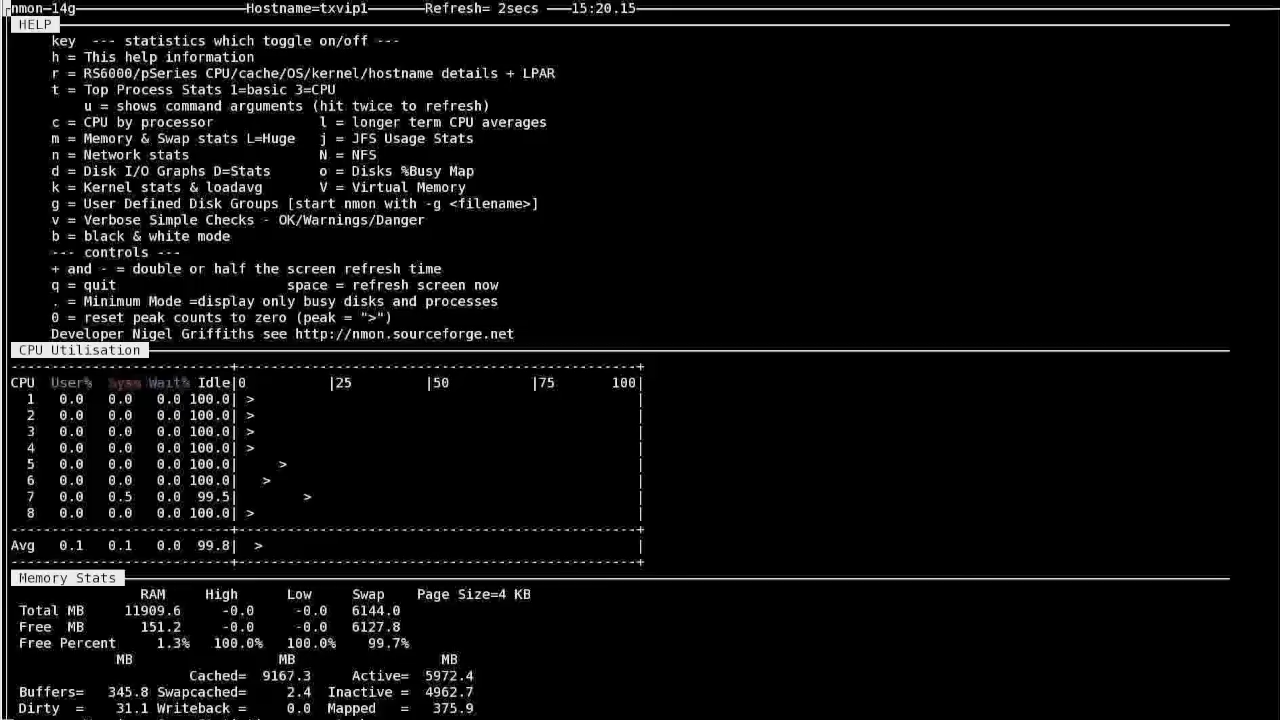 nmon-14g Hostname=txvip1 Refresh= 2secs 15:20.15
HELP
key --- statistics which toggle on/off ---
h = This help information
r = RS6000/pSeries CPU/cache/OS/kernel/hostname details + LPAR
t = Top Process Stats 1=basic 3=CPU
u = shows command arguments (hit twice to refresh)
c = CPU by processor l = longer term CPU averages
m = Memory & Swap stats L=Huge j = JFS Usage Stats
n = Network stats N = NFS
d = Disk I/O Graphs D=Stats o = Disks %Busy Map
k = Kernel stats & loadavg V = Virtual Memory
g = User Defined Disk Groups [start nmon with -g <filename>]
v = Verbose Simple Checks - OK/Warnings/Danger
b = black & white mode
--- controls ---
+ and - = double or half the screen refresh time
q = quit space = refresh screen now
. = Minimum Mode =display only busy disks and processes
0 = reset peak counts to zero (peak = ">")
Developer Nigel Griffiths see http://nmon.sourceforge.net
CPU Utilisation
CPU User% Sys% Wait% Idle|0 |25 |50 |75 100|
1 0.0 0.0 0.0 100.0| > |
2 0.0 0.0 0.0 100.0| > |
3 0.0 0.0 0.0 100.0| > |
4 0.0 0.0 0.0 100.0| > |
5 0.0 0.0 0.0 100.0| > |
6 0.0 0.0 0.0 100.0| > |
7 0.0 0.5 0.0 99.5| > |
8 0.0 0.0 0.0 100.0| > |
Avg 0.1 0.1 0.0 99.8| > |
Memory Stats
RAM High Low Swap Page Size=4 KB
Total MB 11909.6 -0.0 -0.0 6144.0
Free MB 151.2 -0.0 -0.0 6127.8
Free Percent 1.3% 100.0% 100.0% 99.7%
MB MB MB
Cached= 9167.3 Active= 5972.4
Buffers= 345.8 Swapcached= 2.4 Inactive = 4962.7
Dirty = 31.1 Writeback = 0.0 Mapped = 375.9